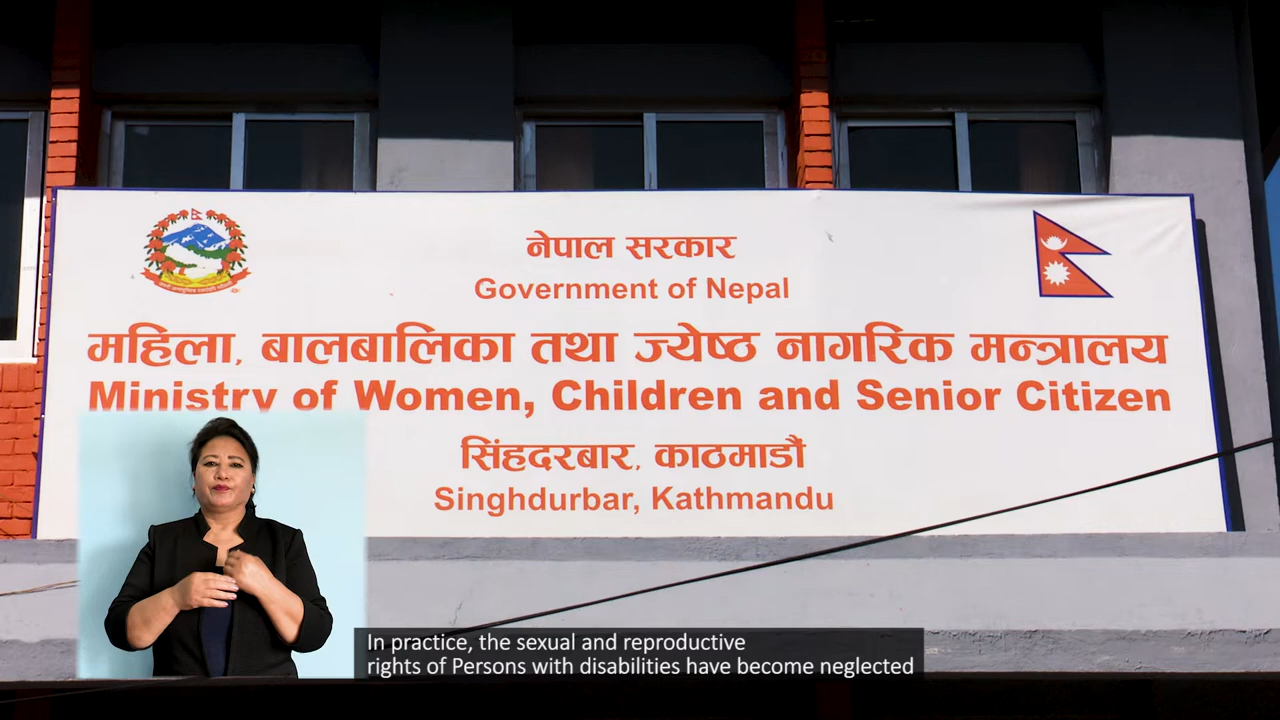 नेपाल सरकार
Government of Nepal
महिला, बालबालिका तथा ज्येष्ठ नागरिक मन्त्रालय
Ministry of Women, Children and Senior Citizen
सिंहदरबार, काठमाडौं
Singhdurbar, Kathmandu
In practice, the sexual and reproductive
rights of Persons with disabilities have become neglected